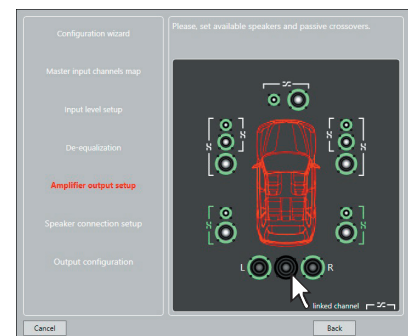 Configuration wizard
Please, set available speakers and passive crossovers.
Master input channels map
Input level setup
De-equalization
Amplifier output setup
Speaker connection setup
Output configuration
L R
linked channel
Cancel Back